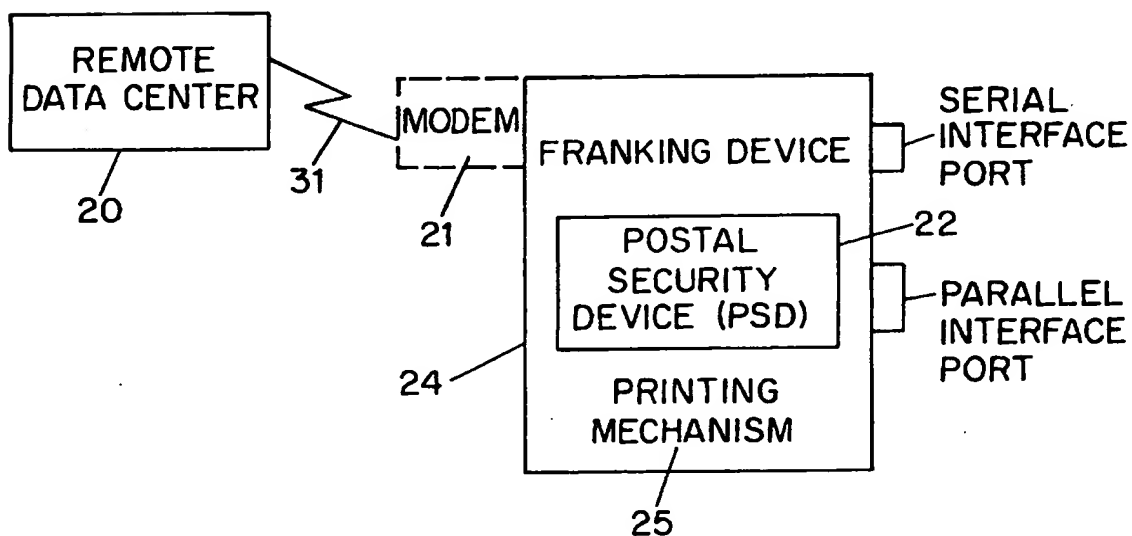 REMOTE
DATA CENTER
20
31
MODEM
21
FRANKING DEVICE
POSTAL
SECURITY
DEVICE (PSD)
22
24
PRINTING
MECHANISM
25
SERIAL
INTERFACE
PORT
PARALLEL
INTERFACE
PORT